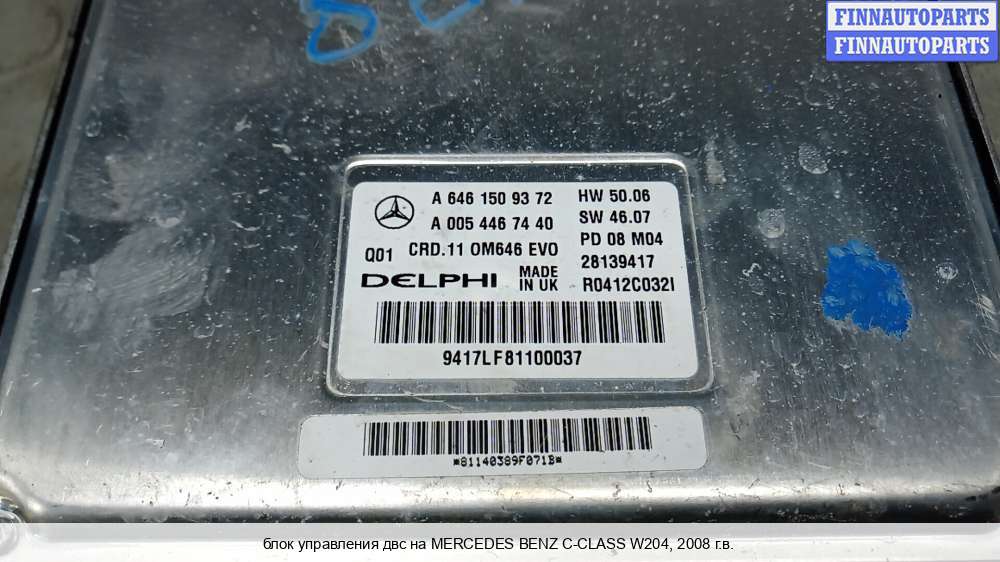 FINNAUTOPARTS
FINNAUTOPARTS
A 646 150 93 72
HW 50.06
A 005 446 74 40
SW 46.07
Q01
CRD.11 OM646 EVO
PD 08 M04
28139417
DELPHI
MADE
IN UK
R0412C032I
9417LF81100037
*81140389F071B*
блок управления двс на MERCEDES BENZ C-CLASS W204, 2008 г.в.